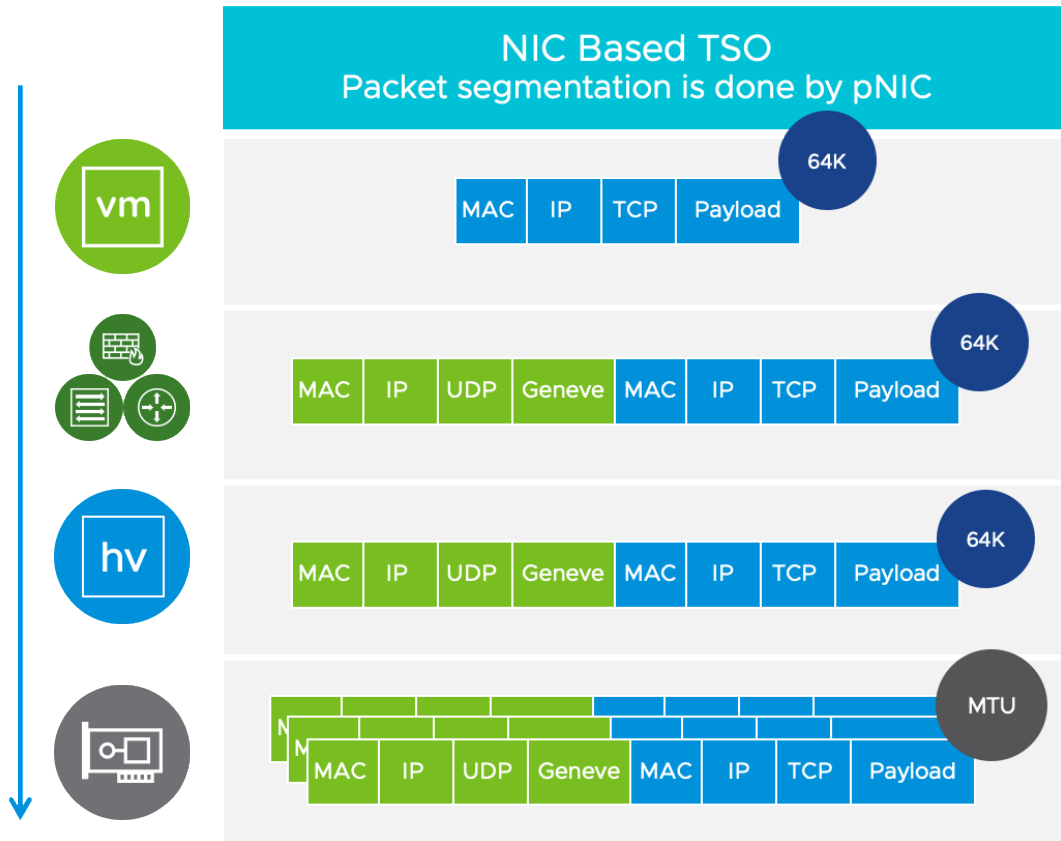 NIC Based TSO
Packet segmentation is done by pNIC
64K
vm
MAC IP TCP Payload
64K
MAC IP UDP Geneve MAC IP TCP Payload
64K
hv
MAC IP UDP Geneve MAC IP TCP Payload
MTU
MAC IP UDP Geneve MAC IP TCP Payload